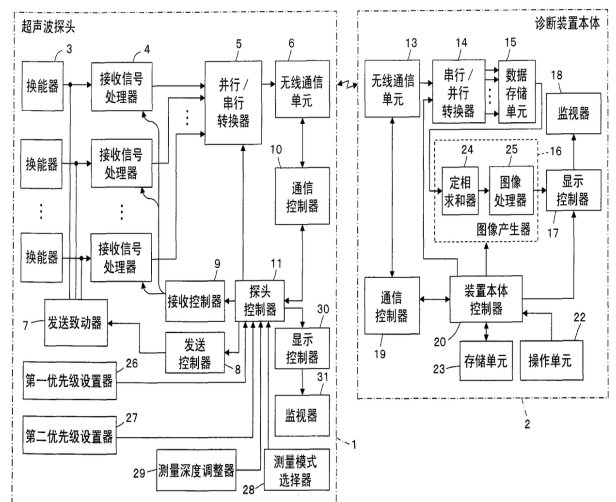 超声波探头
3
4
5
6
换能器
接收信号
处理器
并行/
串行
转换器
无线通信
单元
换能器
接收信号
处理器
10
通信
控制器
换能器
接收信号
处理器
9
11
接收控制器
探头
控制器
7
发送致动器
发送
控制器
8
30
显示
控制器
26
第一优先级设置器
31
监视器
27
第二优先级设置器
1
29
测量深度调整器
28
测量模式
选择器
诊断装置本体
13
14
15
18
无线通信
单元
串行/
并行
转换器
数据
存储
单元
监视器
24
25
16
定相
求和器
图像
处理器
显示
控制器
17
图像产生器
通信
控制器
19
装置本体
控制器
20
22
存储单元
23
操作单元
2